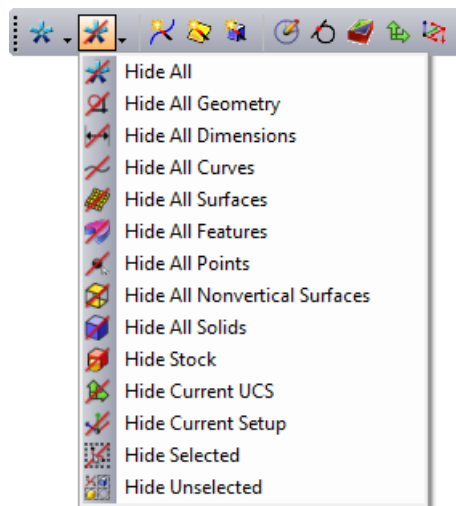 Hide All
Hide All Geometry
Hide All Dimensions
Hide All Curves
Hide All Surfaces
Hide All Features
Hide All Points
Hide All Nonvertical Surfaces
Hide All Solids
Hide Stock
Hide Current UCS
Hide Current Setup
Hide Selected
Hide Unselected